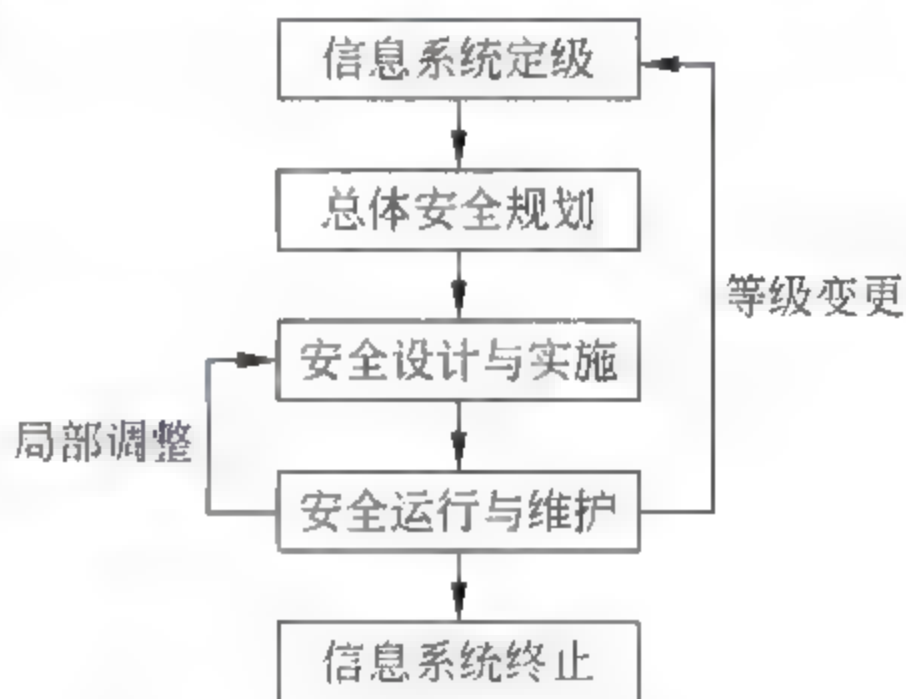 信息系统定级
总体安全规划
等级变更
安全设计与实施
局部调整
安全运行与维护
信息系统终止